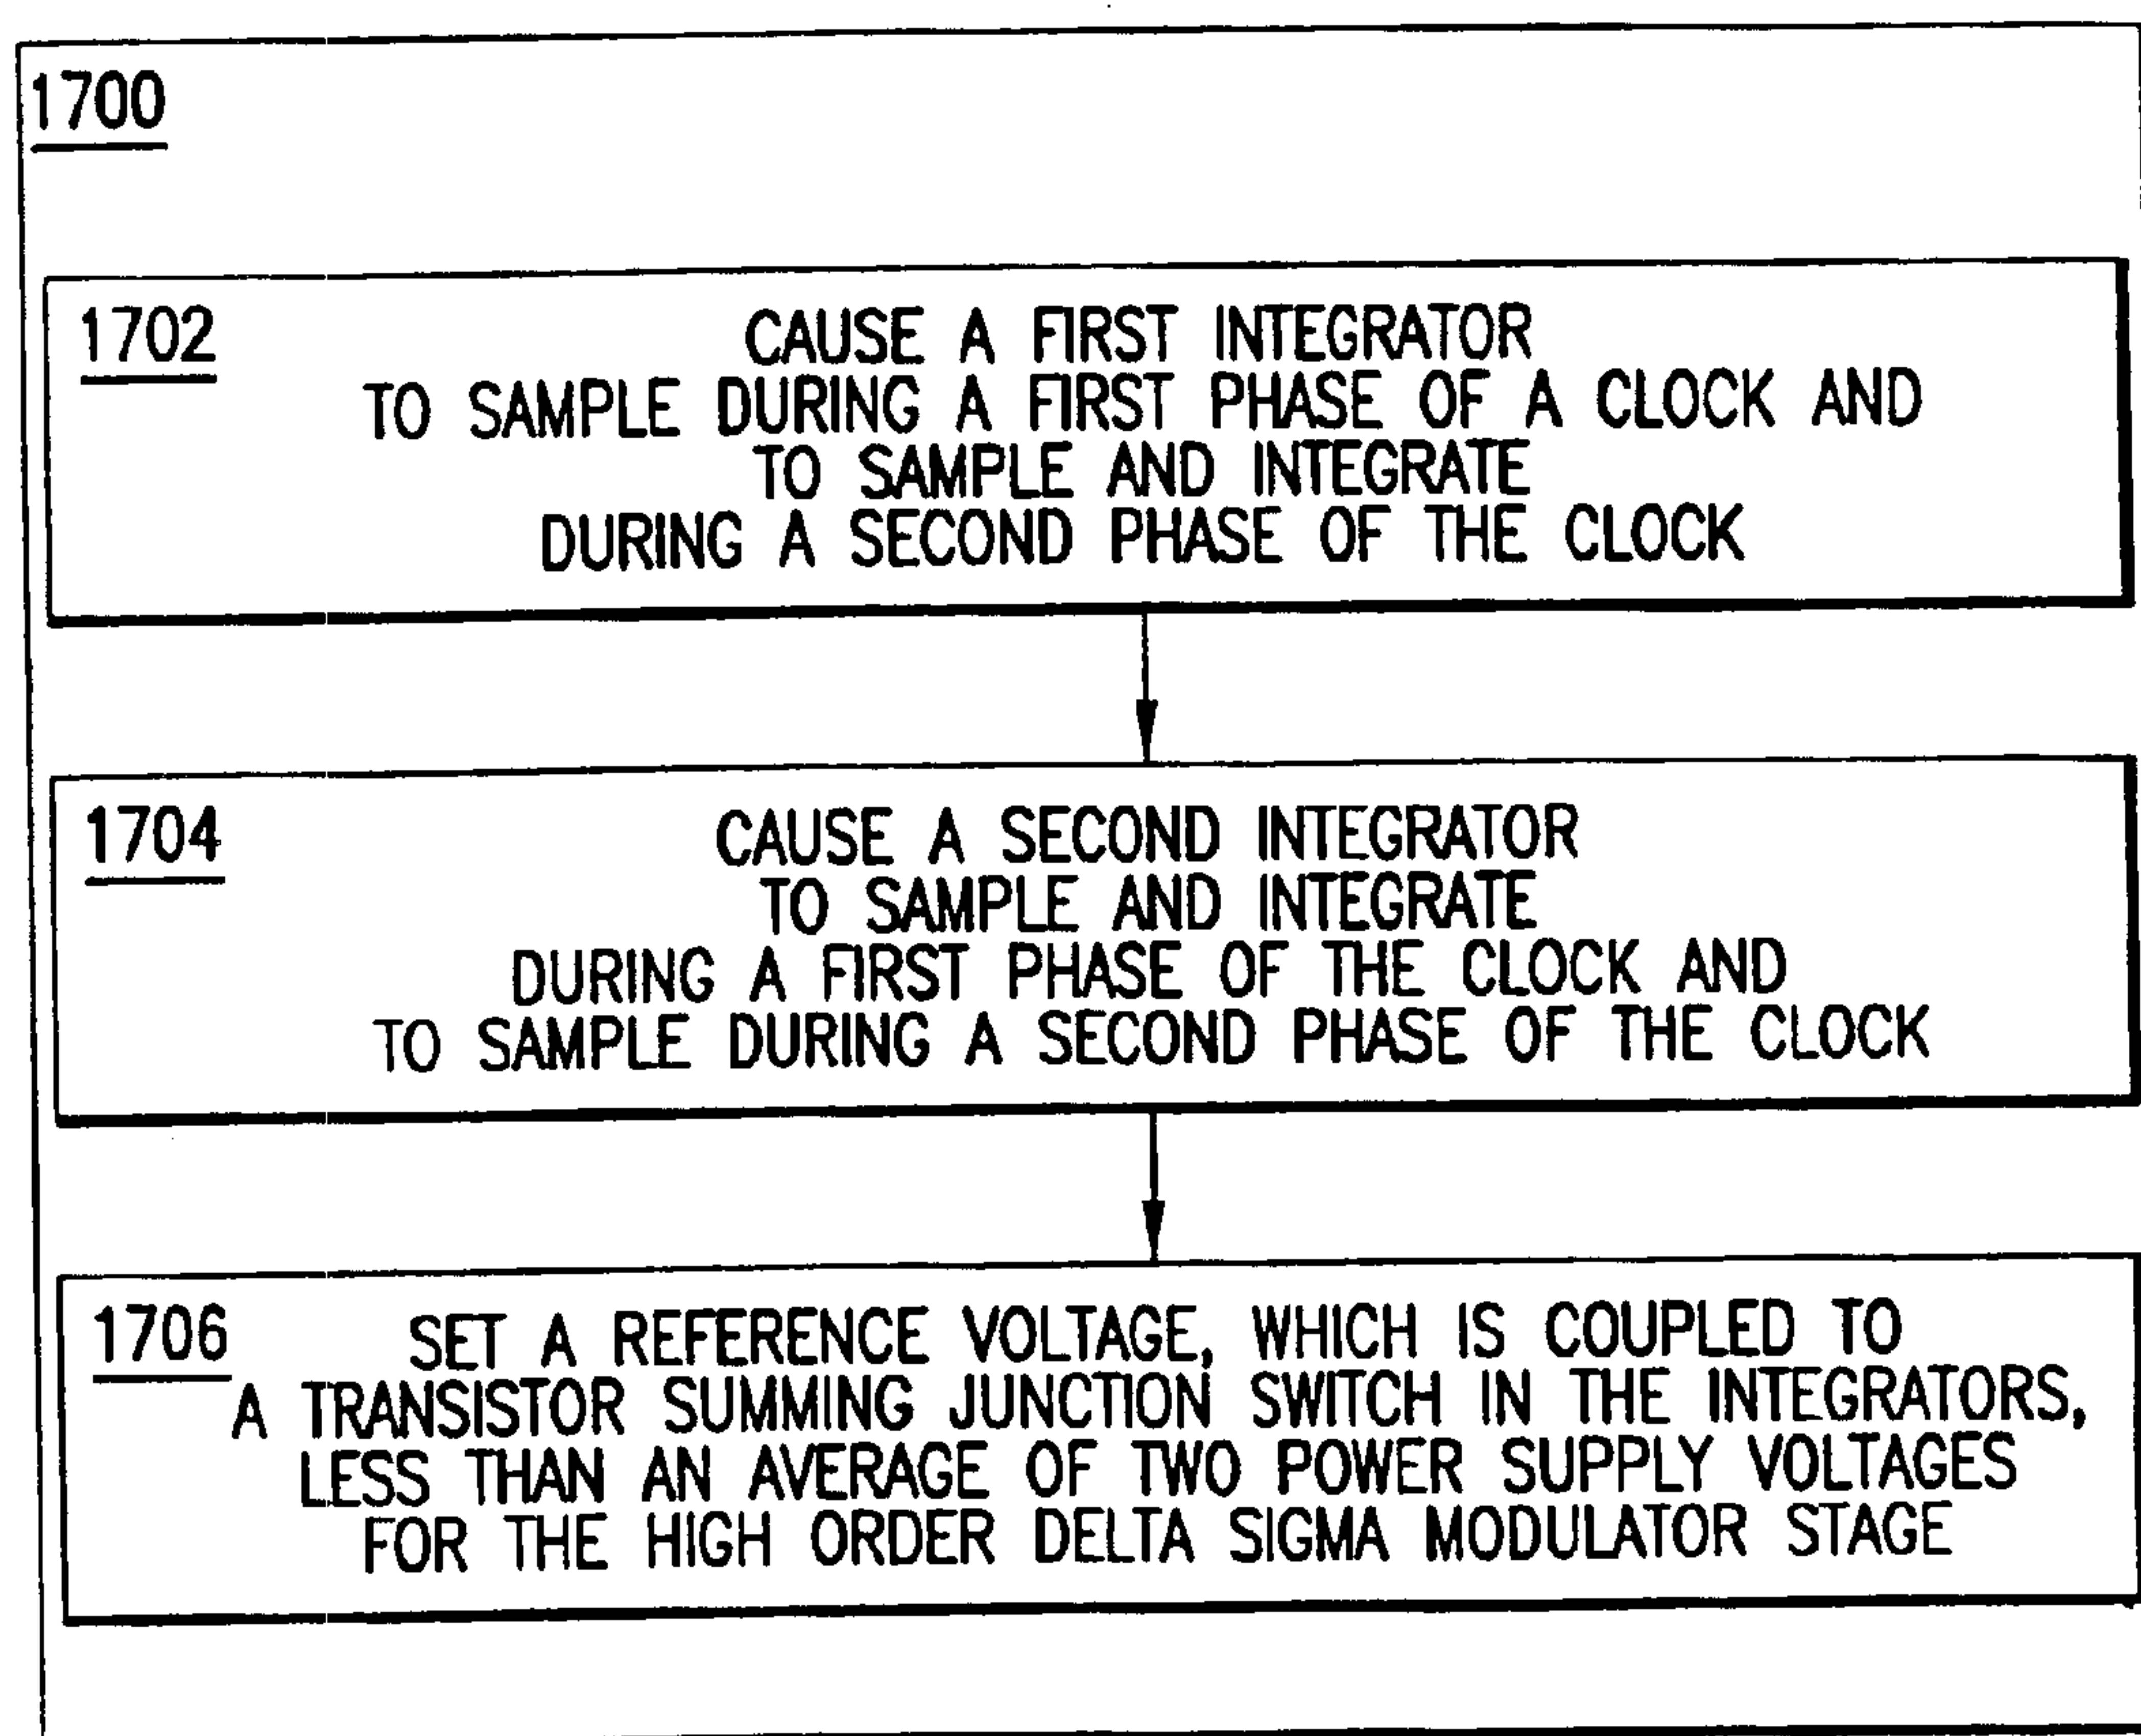 1700
1702
CAUSE A FIRST INTEGRATOR
TO SAMPLE DURING A FIRST PHASE OF A CLOCK AND
TO SAMPLE AND INTEGRATE
DURING A SECOND PHASE OF THE CLOCK
1704
CAUSE A SECOND INTEGRATOR
TO SAMPLE AND INTEGRATE
DURING A FIRST PHASE OF THE CLOCK AND
TO SAMPLE DURING A SECOND PHASE OF THE CLOCK
1706
SET A REFERENCE VOLTAGE, WHICH IS COUPLED TO
A TRANSISTOR SUMMING JUNCTION SWITCH IN THE INTEGRATORS,
LESS THAN AN AVERAGE OF TWO POWER SUPPLY VOLTAGES
FOR THE HIGH ORDER DELTA SIGMA MODULATOR STAGE